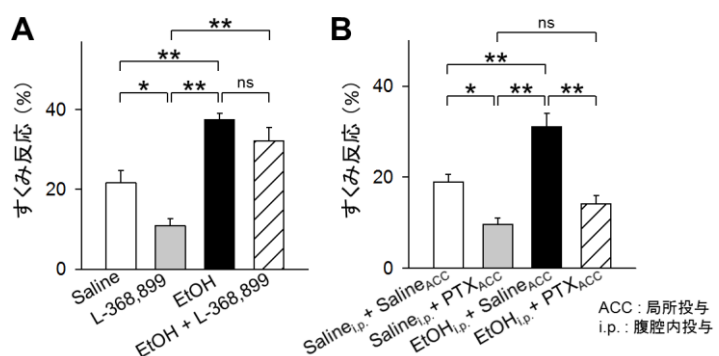 A
**
**
*
**
ns
すくみ反応 (%)
40
20
0
Saline
L-368,899
EtOH
EtOH + L-368,899
B
ns
**
*
**
**
すくみ反応 (%)
40
20
0
Salinei.p. + SalineACC
Salinei.p. + PTXACC
EtOHi.p. + SalineACC
EtOHi.p. + PTXACC
ACC : 局所投与
i.p. : 腹腔内投与